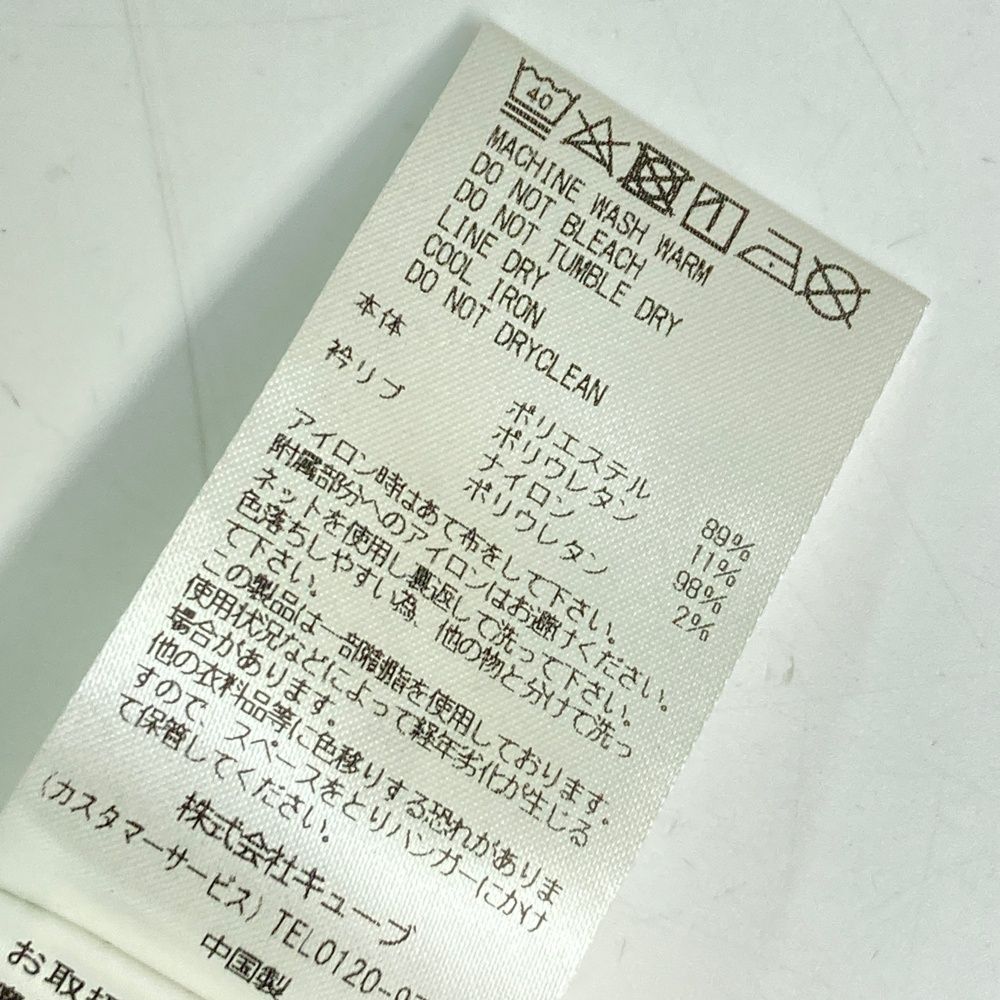 40
MACHINE WASH WARM
DO NOT BLEACH
DO NOT TUMBLE DRY
LINE DRY
COOL IRON
DO NOT DRYCLEAN
本体 ポリエステル 89%
ポリウレタン 11%
衿リブ ナイロン 98%
ポリウレタン 2%
アイロン時はあて布をして下さい。
附属部分へのアイロンはお避けください。
ネットを使用し裏返して洗って下さい。
色落ちしやすい為、他の物と分けて洗っ
て下さい。
この製品は一部樹脂を使用しております。
使用状況などによって経年劣化が生じる
場合があります。
他の衣料品等に色移りする恐れがありま
すので、スペースをとりハンガーにかけ
て保管してください。
株式会社キューブ
(カスタマーサービス) TEL0120-
中国製
お取